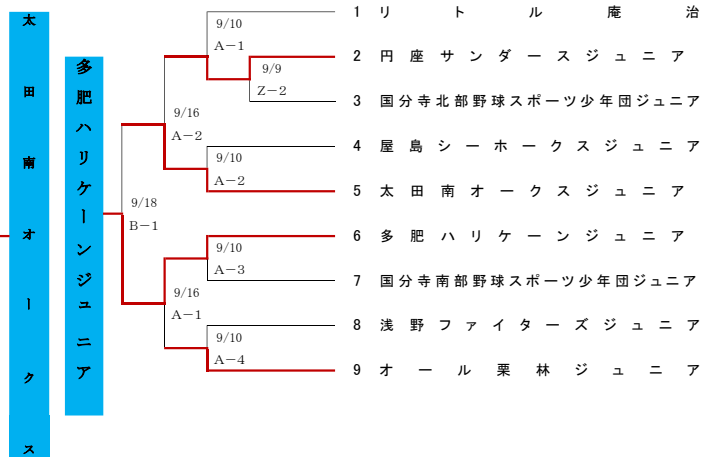 太田南オークス
多肥ハリケーンジュニア
1 リトル庵治
9/10
A－1
2 円座サンダースジュニア
9/9
Z－2
3 国分寺北部野球スポーツ少年団ジュニア
9/16
A－2
4 屋島シーホークスジュニア
9/10
A－2
5 太田南オークスジュニア
9/18
B－1
6 多肥ハリケーンジュニア
9/10
A－3
7 国分寺南部野球スポーツ少年団ジュニア
9/16
A－1
8 浅野ファイターズジュニア
9/10
A－4
9 オール栗林ジュニア